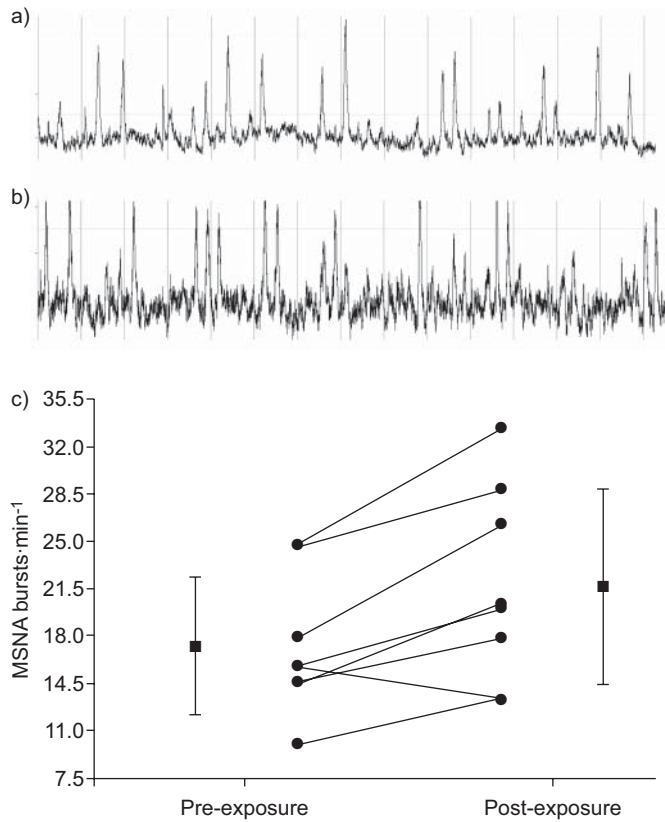 a)
b)
c)
35.5
32.0
28.5
25.0
21.5
18.0
14.5
11.0
7.5
MSNA bursts·min⁻¹
Pre-exposure Post-exposure